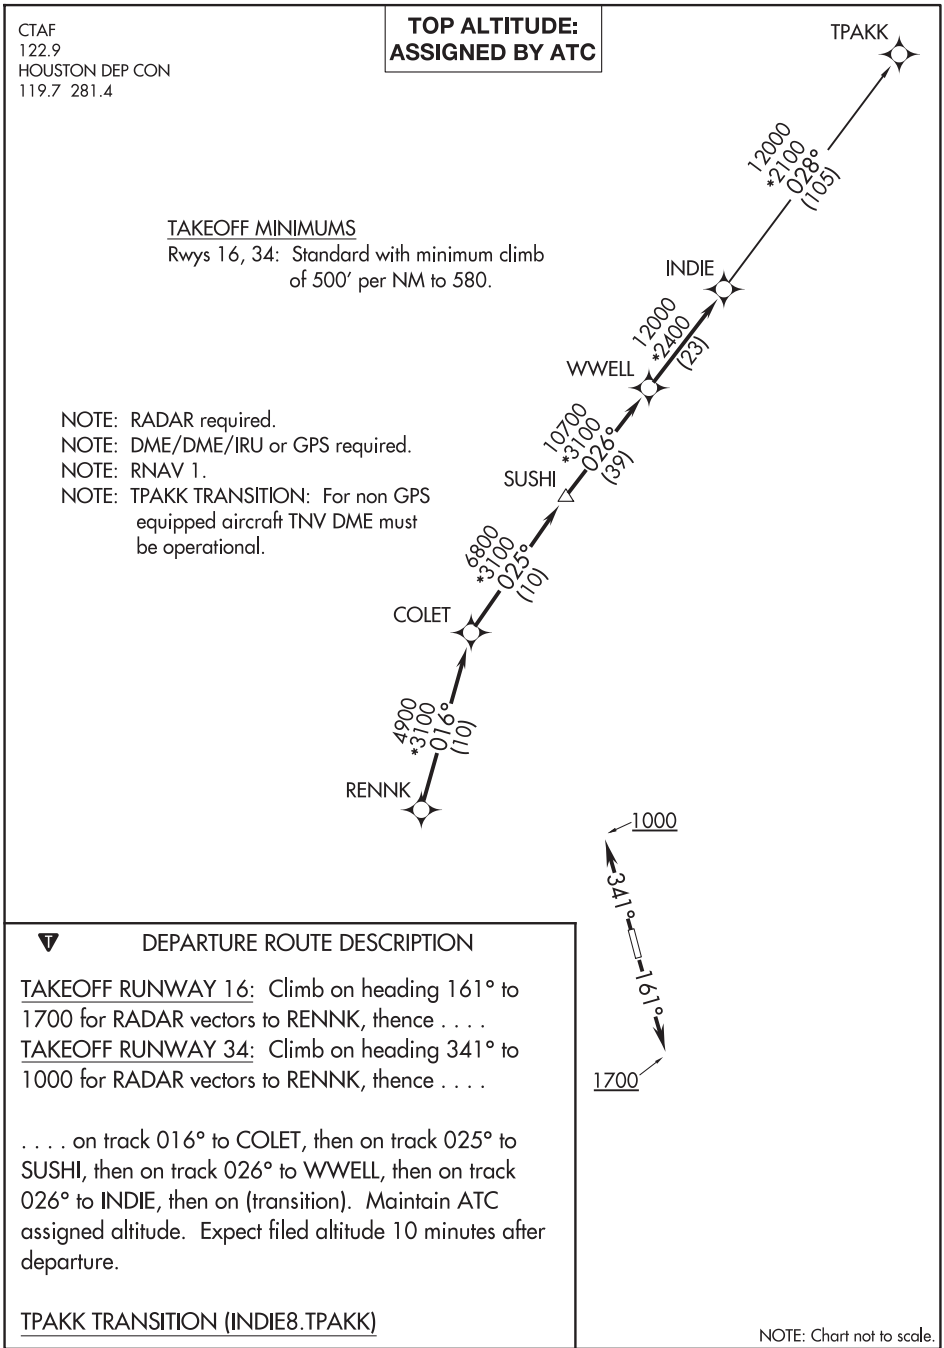 CTAF
122.9
HOUSTON DEP CON
119.7 281.4
TOP ALTITUDE:
ASSIGNED BY ATC
TPAKK
12000
*2100
028°
(105)
TAKEOFF MINIMUMS
Rwys 16, 34: Standard with minimum climb
of 500' per NM to 580.
INDIE
12000
*2400
(23)
WWELL
NOTE: RADAR required.
NOTE: DME/DME/IRU or GPS required.
NOTE: RNAV 1.
NOTE: TPAKK TRANSITION: For non GPS
equipped aircraft TNV DME must
be operational.
10700
*3100
026°
(39)
SUSHI
6800
*3100
025°
(10)
COLET
4900
*3100
016°
(10)
RENNK
1000
341°
161°
1700
T
DEPARTURE ROUTE DESCRIPTION
TAKEOFF RUNWAY 16: Climb on heading 161° to
1700 for RADAR vectors to RENNK, thence . . . .
TAKEOFF RUNWAY 34: Climb on heading 341° to
1000 for RADAR vectors to RENNK, thence . . . .
. . . . on track 016° to COLET, then on track 025° to
SUSHI, then on track 026° to WWELL, then on track
026° to INDIE, then on (transition). Maintain ATC
assigned altitude. Expect filed altitude 10 minutes after
departure.
TPAKK TRANSITION (INDIE8.TPAKK)
NOTE: Chart not to scale.